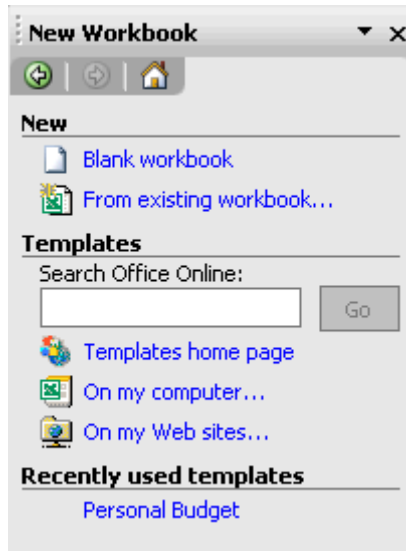 New Workbook
New
Blank workbook
From existing workbook...
Templates
Search Office Online:
Go
Templates home page
On my computer...
On my Web sites...
Recently used templates
Personal Budget